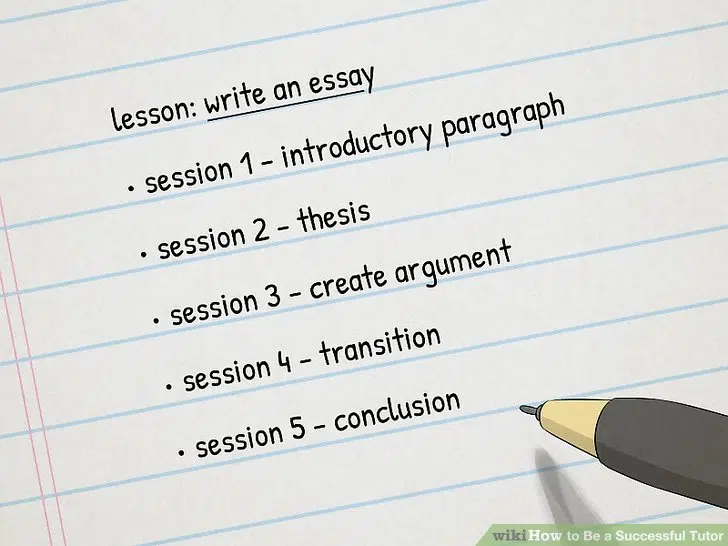 lesson: write an essay
• session 1 - introductory paragraph
• session 2 - thesis
• session 3 - create argument
• session 4 - transition
• session 5 - conclusion
wikiHow to Be a Successful Tutor